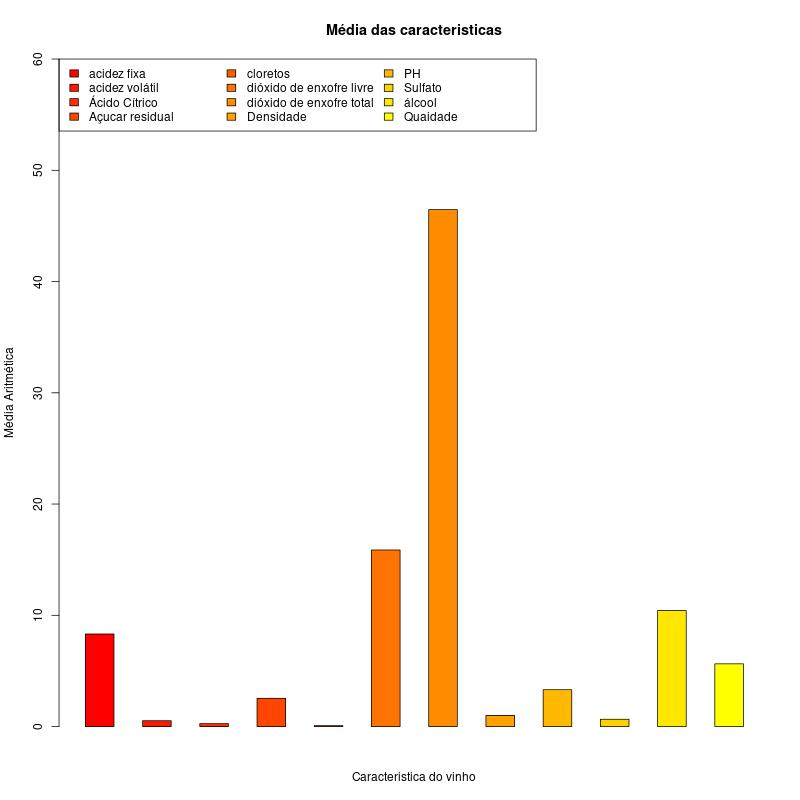 Média das caracteristicas
60
acidez fixa
acidez volátil
Ácido Cítrico
Açucar residual
cloretos
dióxido de enxofre livre
dióxido de enxofre total
Densidade
PH
Sulfato
álcool
Quaidade
50
40
30
20
10
0
Média Aritmética
Caracteristica do vinho